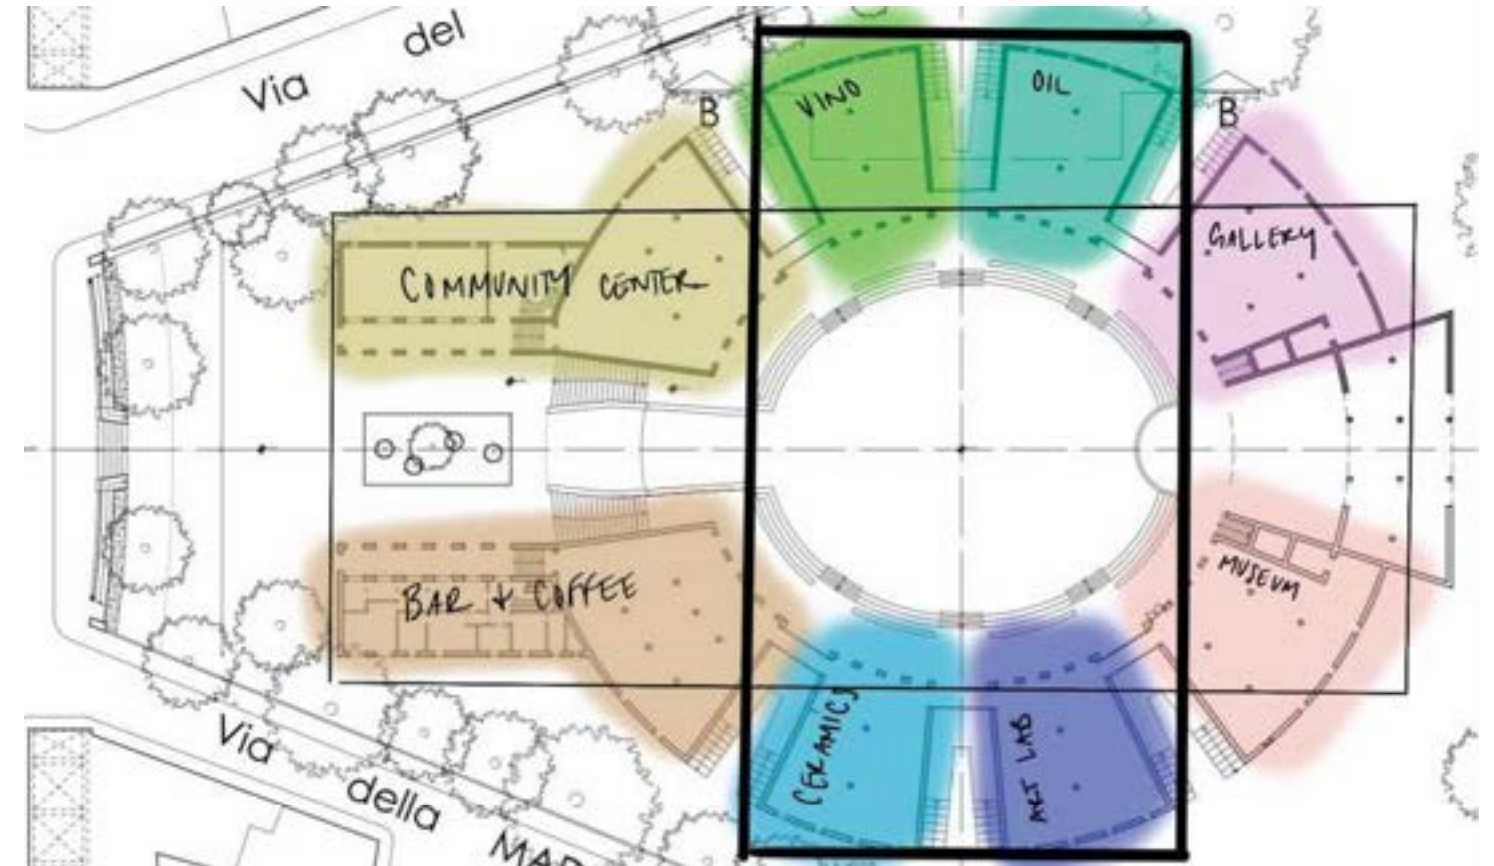 Via del
B
VINO
OIL
B
GALLERY
COMMUNITY CENTER
BAR + COFFEE
MUSEUM
CERAMICS
ART LAB
Via della